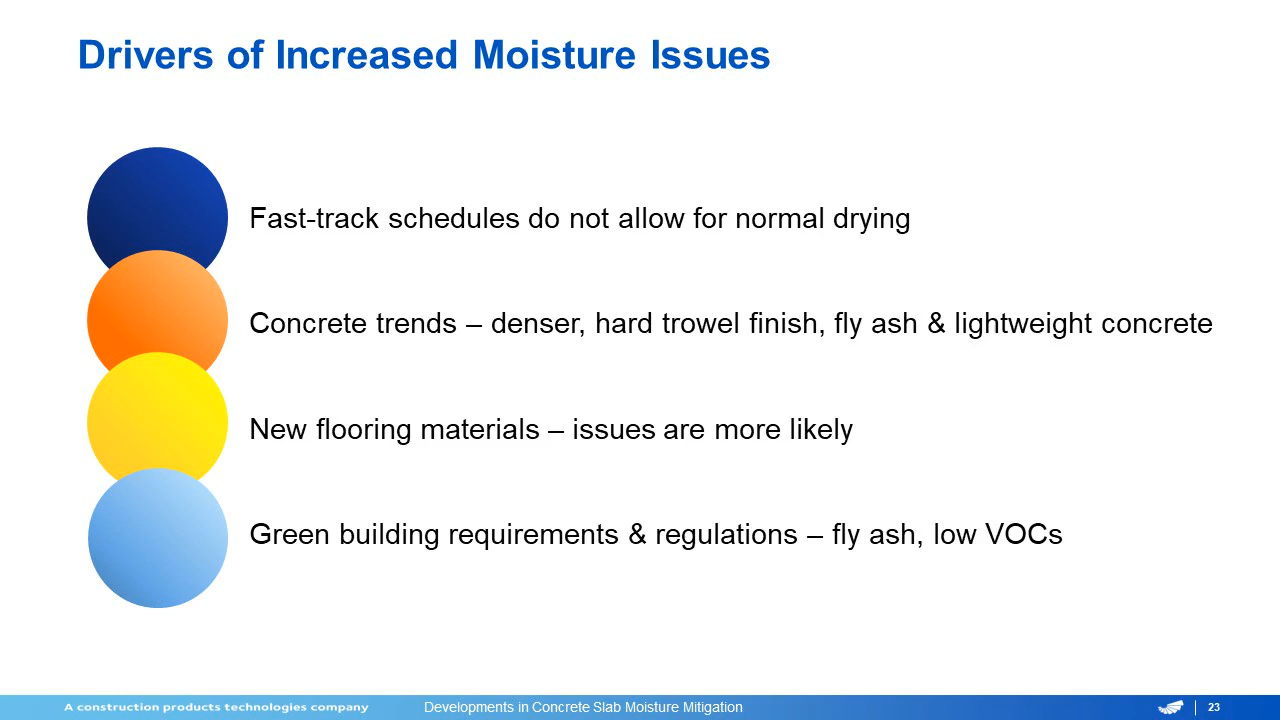 Drivers of Increased Moisture Issues
Fast-track schedules do not allow for normal drying
Concrete trends – denser, hard trowel finish, fly ash & lightweight concrete
New flooring materials – issues are more likely
Green building requirements & regulations – fly ash, low VOCs
A construction products technologies company
Developments in Concrete Slab Moisture Mitigation
23